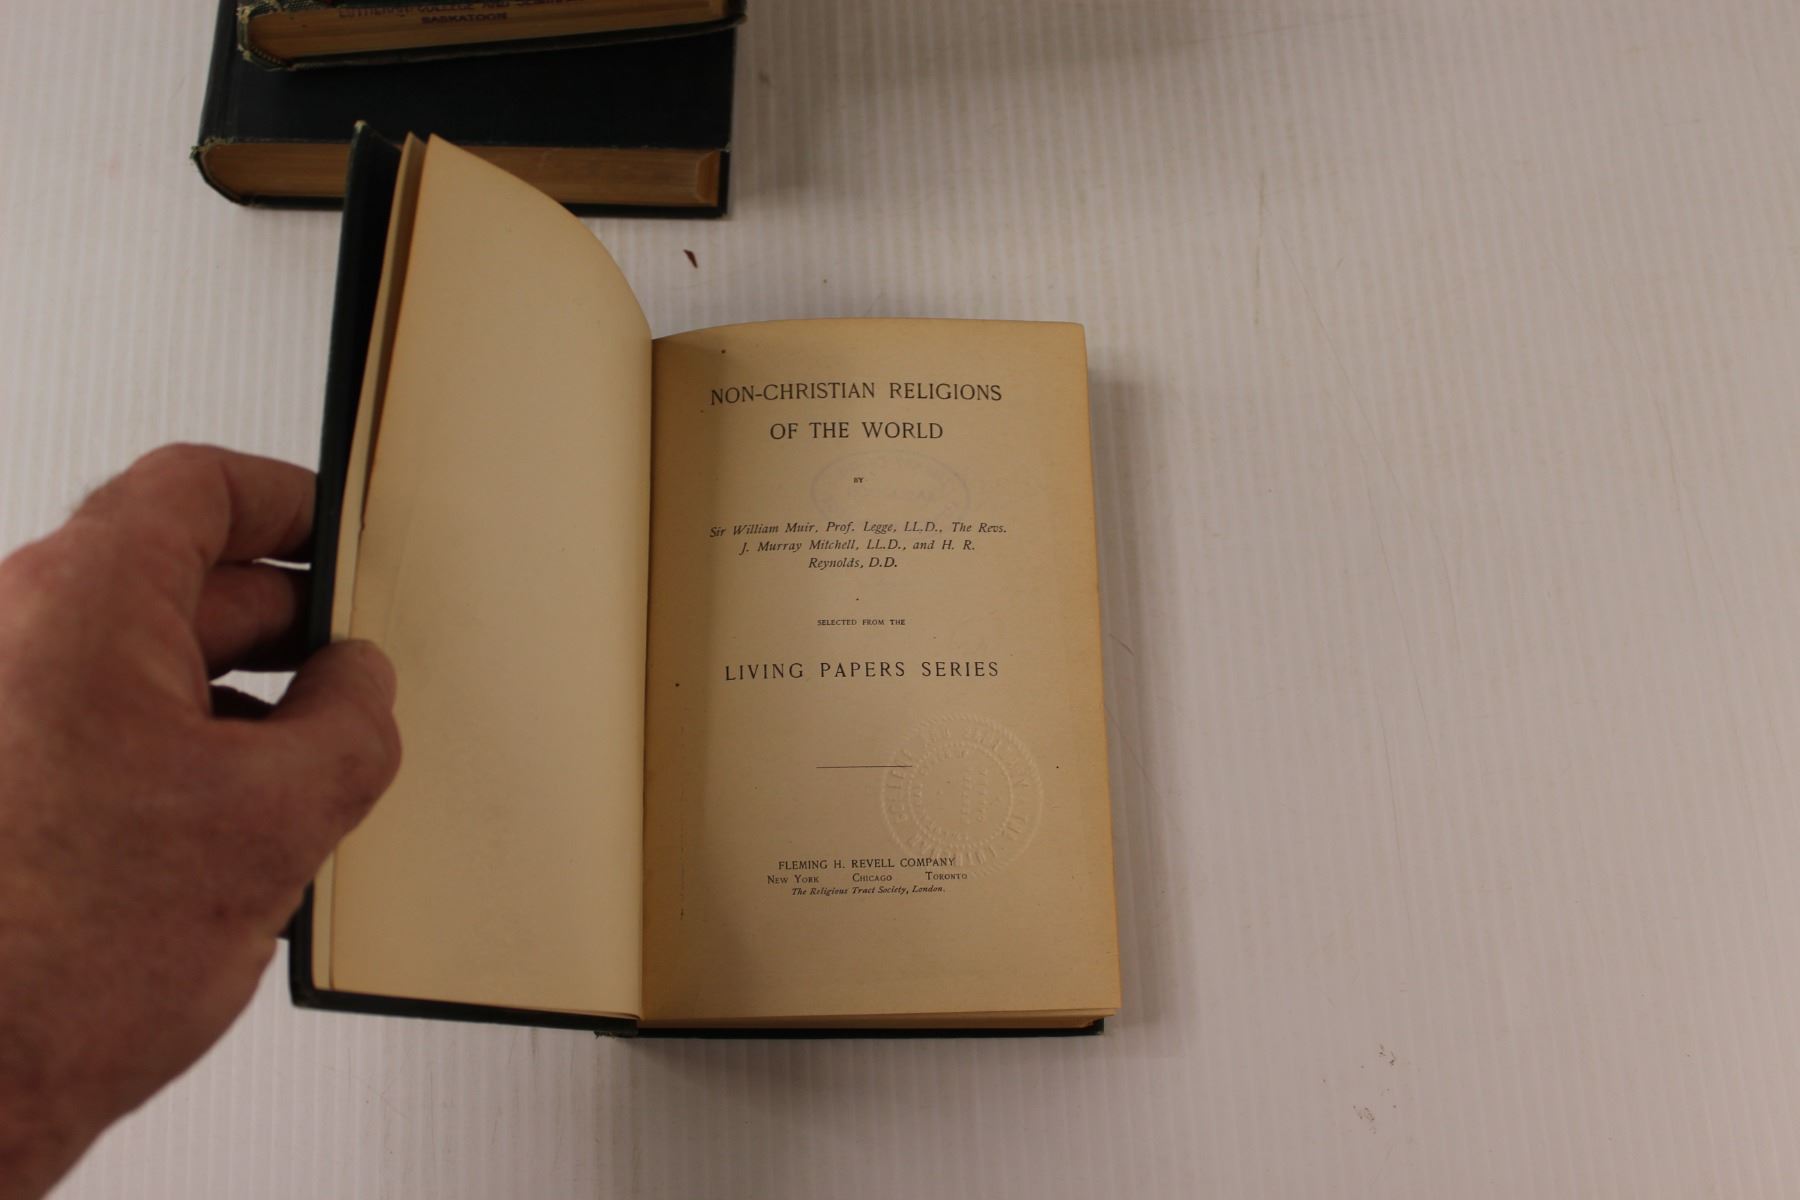 COLLEGE AND
SASKATOON
NON-CHRISTIAN RELIGIONS
OF THE WORLD
BY
Sir William Muir, Prof. Legge, LL.D., The Revs.
J. Murray Mitchell, LL.D., and H. R.
Reynolds, D.D.
SELECTED FROM THE
LIVING PAPERS SERIES
FLEMING H. REVELL COMPANY
NEW YORK CHICAGO TORONTO
The Religious Tract Society, London.